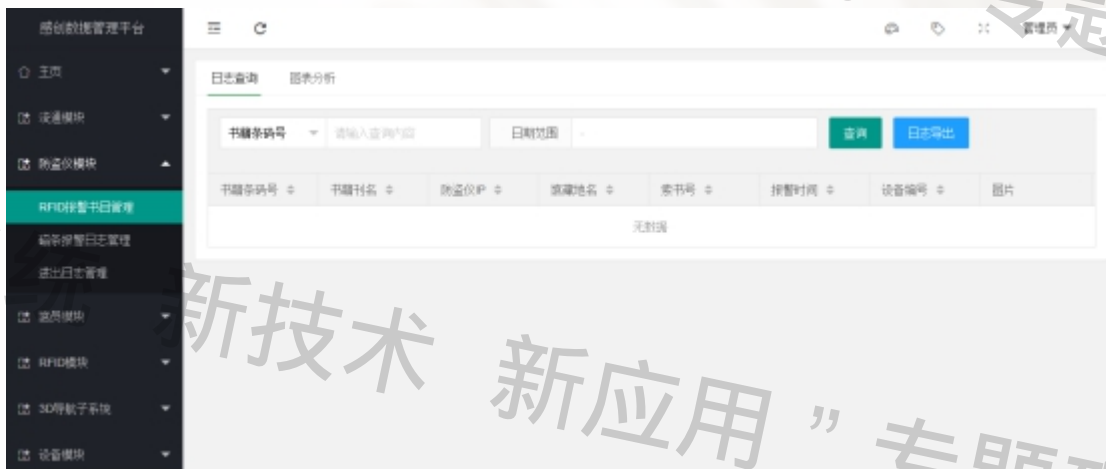 感创数据管理平台
管理员
主页
日志查询 图表分析
流通模块
书籍条码号 请输入查询内容 日期范围 - 查询 日志导出
防盗仪模块
书籍条码号 书籍刊名 防盗仪IP 馆藏地名 索书号 报警时间 设备编号 图片
RFID报警书目管理
无数据
磁条报警日志管理
进出日志管理
RFID模块
3D导航子系统
设备模块
统 新技术 新应用 ” 专题